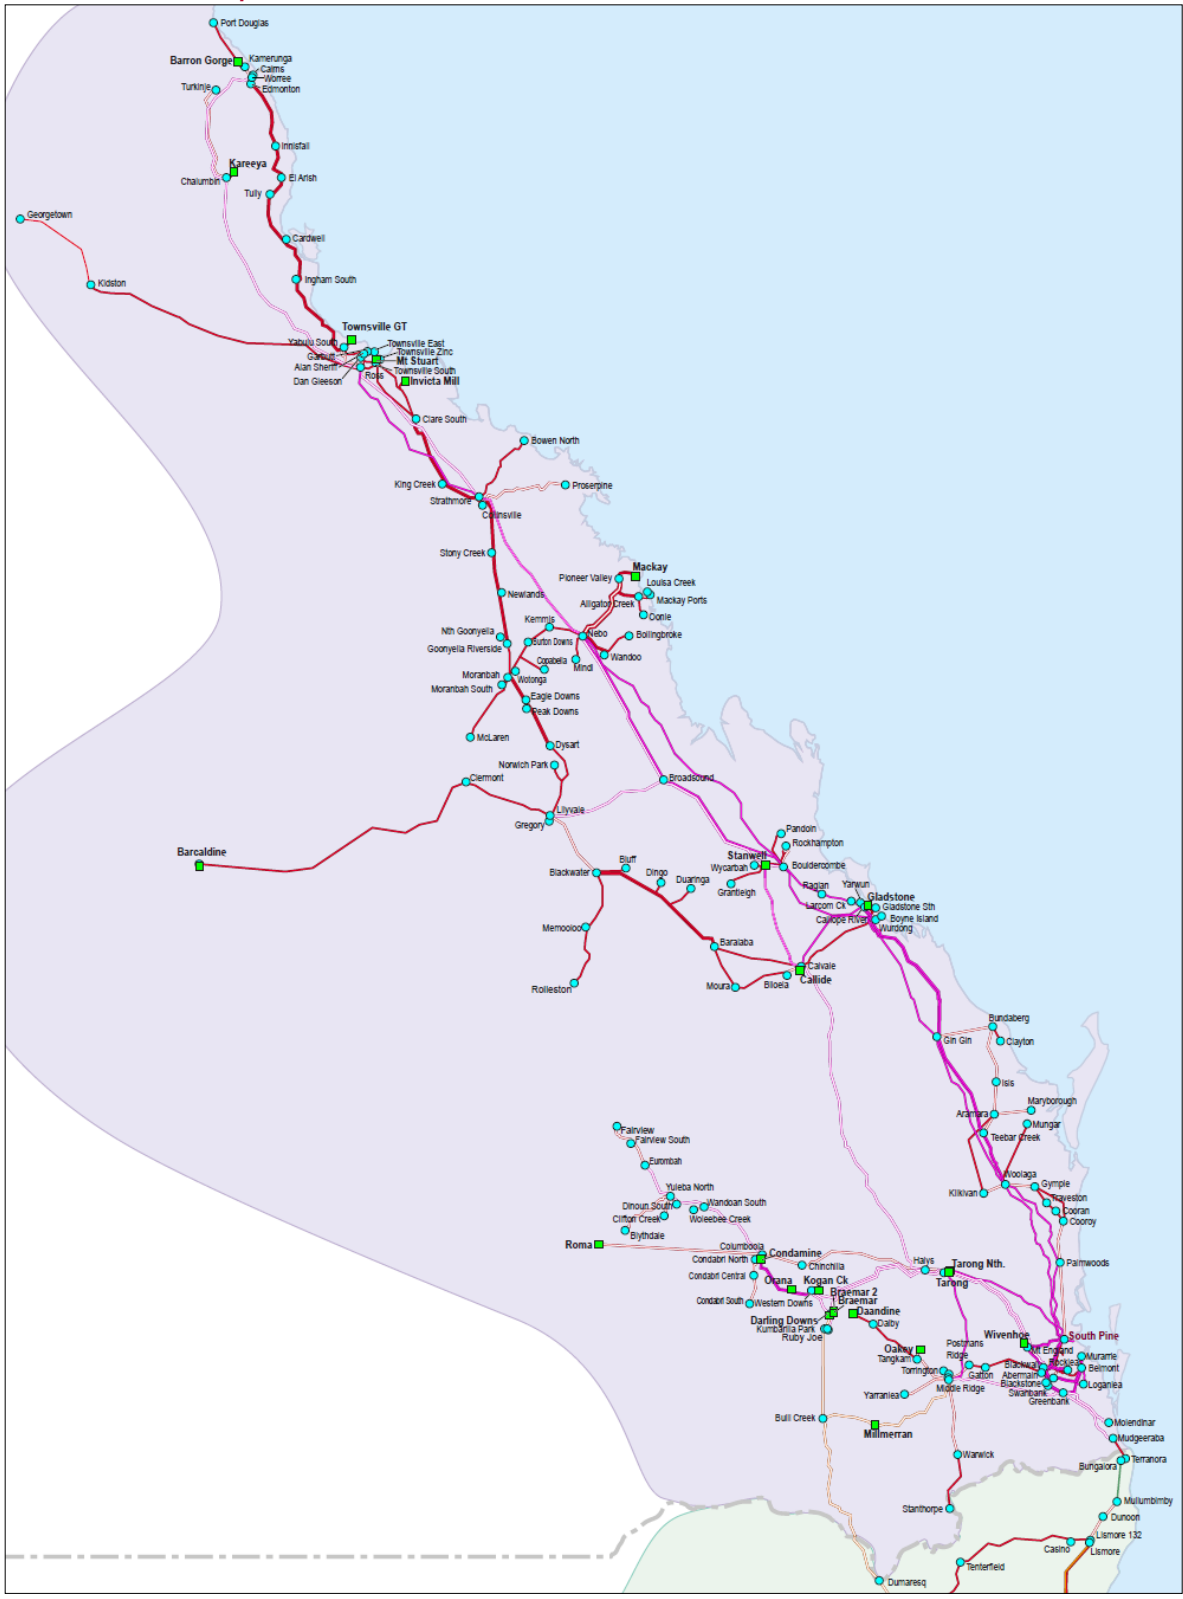 Port Douglas
Barron Gorge
Kamerunga
Cairns
Worree
Turkinje
Edmonton
Innisfail
Kareeya
Chalumbin
El Arish
Tully
Georgetown
Cardwell
Kidston
Ingham South
Townsville GT
Yabulu South
Townsville East
Garbutt
Townsville Zinc
Alan Sherriff
Mt Stuart
Townsville South
Dan Gleeson
Ross
Invicta Mill
Clare South
Bowen North
King Creek
Proserpine
Strathmore
Collinsville
Stony Creek
Mackay
Pioneer Valley
Louisa Creek
Newlands
Alligator Creek
Mackay Ports
Kemmis
Donie
Nth Goonyella
Nebo
Bolingbroke
Burton Downs
Goonyella Riverside
Copabella
Mindi
Wandoo
Moranbah
Wotonga
Moranbah South
Eagle Downs
Peak Downs
McLaren
Dysart
Norwich Park
Clermont
Broadsound
Lilyvale
Gregory
Pandoin
Rockhampton
Barcaldine
Stanwell
Bluff
Wycarbah
Bouldercombe
Blackwater
Dingo
Duaringa
Grantleigh
Raglan
Yarwun
Larcom Ck
Gladstone
Gladstone Sth
Calliope River
Boyne Island
Wurdong
Memooloo
Baralaba
Calvale
Rolleston
Moura
Biloela
Callide
Bundaberg
Gin Gin
Clayton
Isis
Maryborough
Aramara
Mungar
Fairview
Teebar Creek
Fairview South
Eurombah
Woolaga
Gympie
Yuleba North
Kilkivan
Traveston
Dinoun South
Wandoan South
Cooran
Clifton Creek
Woleebee Creek
Cooroy
Blythdale
Roma
Columboola
Condamine
Condabri North
Chinchilla
Halys
Tarong Nth.
Palmwoods
Condabri Central
Orana
Kogan Ck
Tarong
Condabri South
Western Downs
Braemar 2
Braemar
Darling Downs
Daandine
Kumbarilla Park
Dalby
Ruby Joe
Wivenhoe
South Pine
Oakey
Postmans
Ridge
Mt England
Tangkam
Murarrie
Blackwall
Rocklea
Belmont
Torrington
Gatton
Abermain
Middle Ridge
Blackstone
Loganlea
Yarranlea
Swanbank
Greenbank
Bull Creek
Millmerran
Molendinar
Mudgeeraba
Warwick
Terranora
Bungalora
Stanthorpe
Mullumbimby
Dunoon
Lismore 132
Casino
Lismore
Tenterfield
Dumaresq